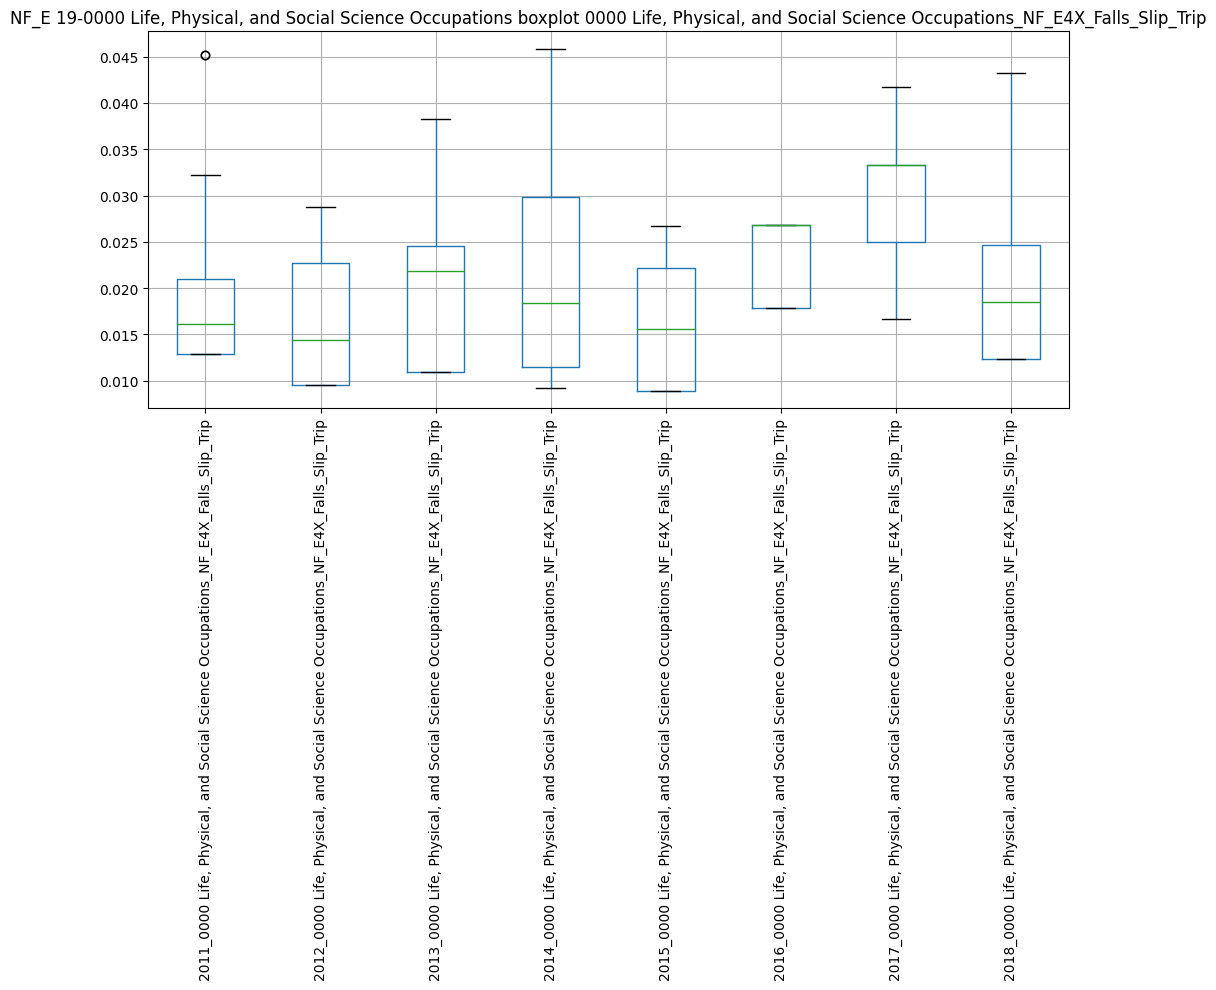 NF_E 19-0000 Life, Physical, and Social Science Occupations boxplot 0000 Life, Physical, and Social Science Occupations_NF_E4X_Falls_Slip_Trip
0.045
0.040
0.035
0.030
0.025
0.020
0.015
0.010
2011_0000 Life, Physical, and Social Science Occupations_NF_E4X_Falls_Slip_Trip
2012_0000 Life, Physical, and Social Science Occupations_NF_E4X_Falls_Slip_Trip
2013_0000 Life, Physical, and Social Science Occupations_NF_E4X_Falls_Slip_Trip
2014_0000 Life, Physical, and Social Science Occupations_NF_E4X_Falls_Slip_Trip
2015_0000 Life, Physical, and Social Science Occupations_NF_E4X_Falls_Slip_Trip
2016_0000 Life, Physical, and Social Science Occupations_NF_E4X_Falls_Slip_Trip
2017_0000 Life, Physical, and Social Science Occupations_NF_E4X_Falls_Slip_Trip
2018_0000 Life, Physical, and Social Science Occupations_NF_E4X_Falls_Slip_Trip